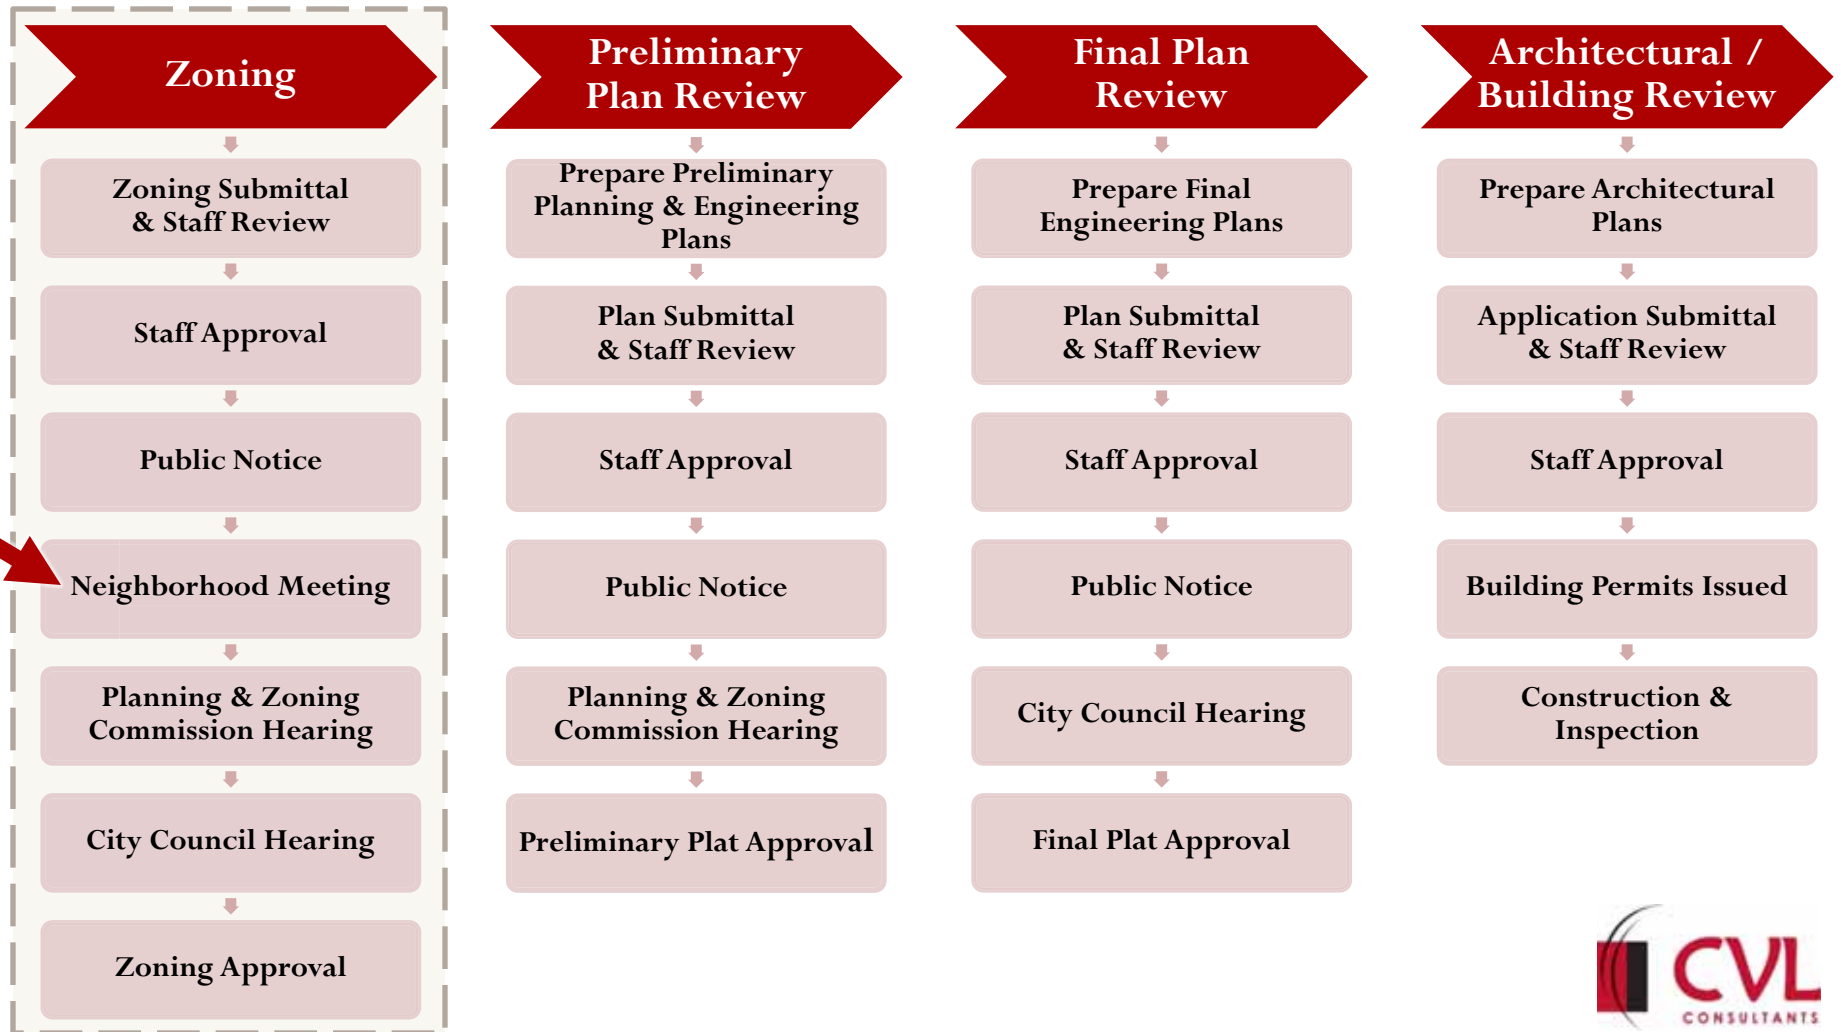 Zoning
Zoning Submittal
& Staff Review
Staff Approval
Public Notice
Neighborhood Meeting
Planning & Zoning
Commission Hearing
City Council Hearing
Zoning Approval
Preliminary
Plan Review
Prepare Preliminary
Planning & Engineering
Plans
Plan Submittal
& Staff Review
Staff Approval
Public Notice
Planning & Zoning
Commission Hearing
Preliminary Plat Approval
Final Plan
Review
Prepare Final
Engineering Plans
Plan Submittal
& Staff Review
Staff Approval
Public Notice
City Council Hearing
Final Plat Approval
Architectural /
Building Review
Prepare Architectural
Plans
Application Submittal
& Staff Review
Staff Approval
Building Permits Issued
Construction &
Inspection
CVL
CONSULTANTS